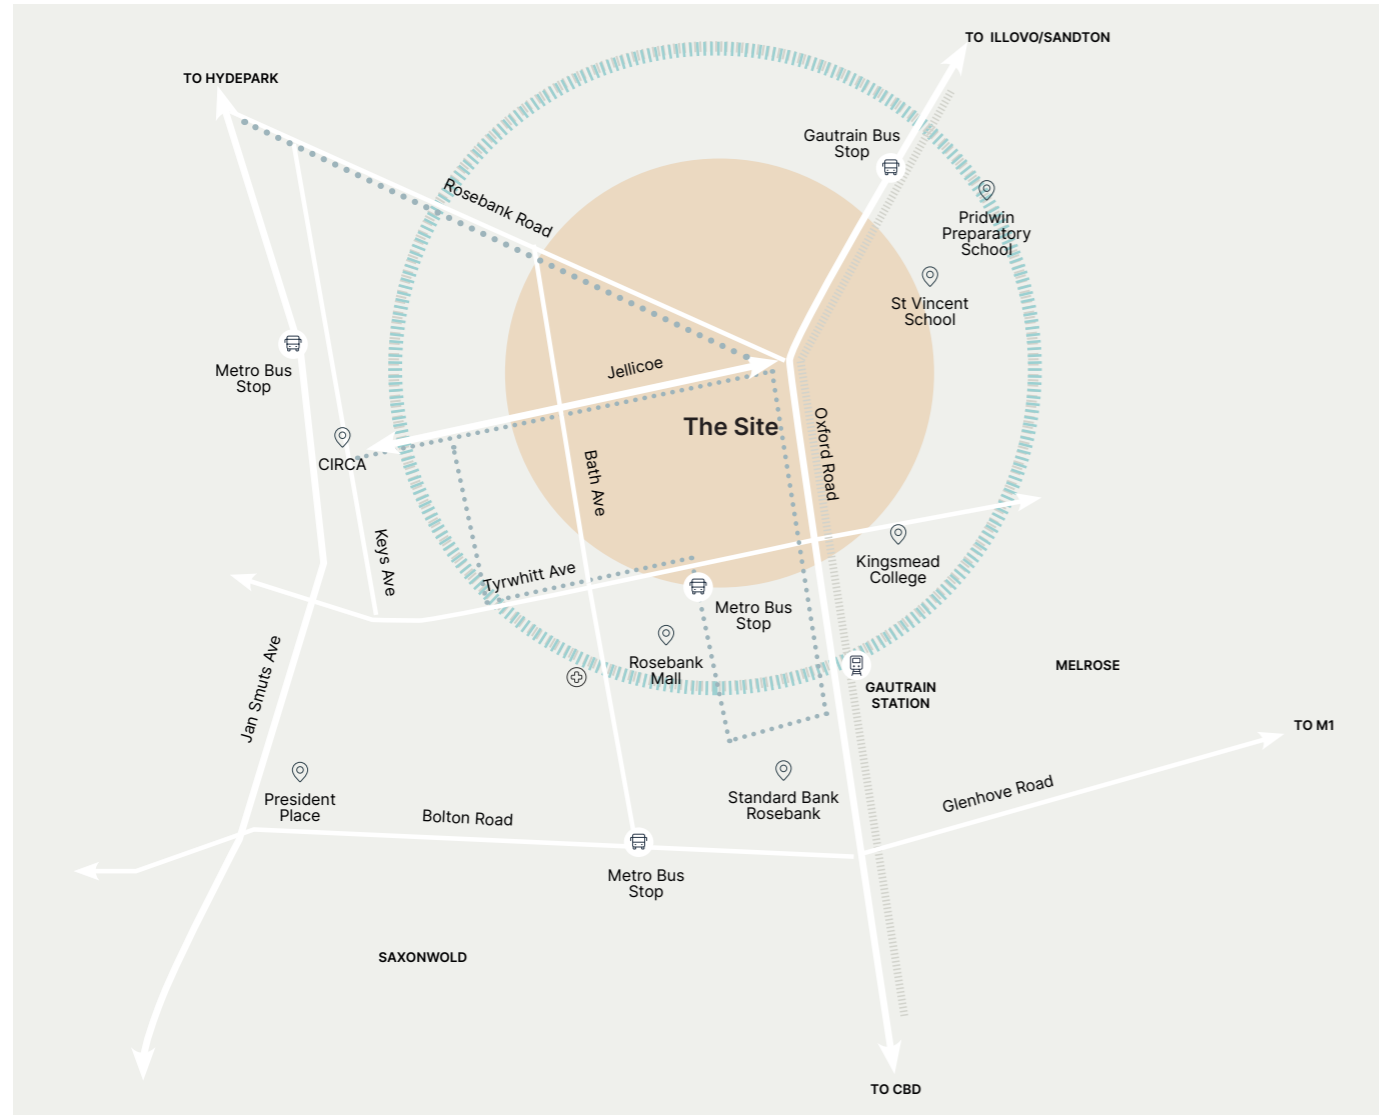 TO ILLOVO/SANDTON
TO HYDEPARK
Gautrain Bus
Stop
Rosebank Road
Pridwin
Preparatory
School
St Vincent
School
Metro Bus
Stop
Jellicoe
The Site
Oxford Road
CIRCA
Bath Ave
Keys Ave
Tyrwhitt Ave
Kingsmead
College
Metro Bus
Stop
Jan Smuts Ave
Rosebank
Mall
MELROSE
GAUTRAIN
STATION
TO M1
President
Place
Standard Bank
Rosebank
Glenhove Road
Bolton Road
Metro Bus
Stop
SAXONWOLD
TO CBD